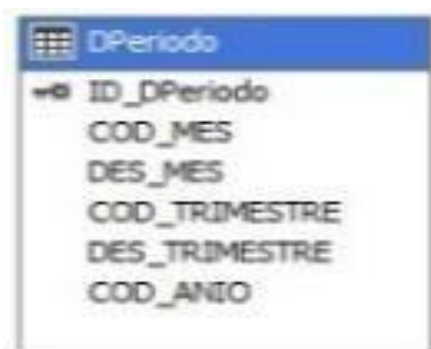 DPeriodo
ID_DPeriodo
COD_MES
DES_MES
COD_TRIMESTRE
DES_TRIMESTRE
COD_ANIO